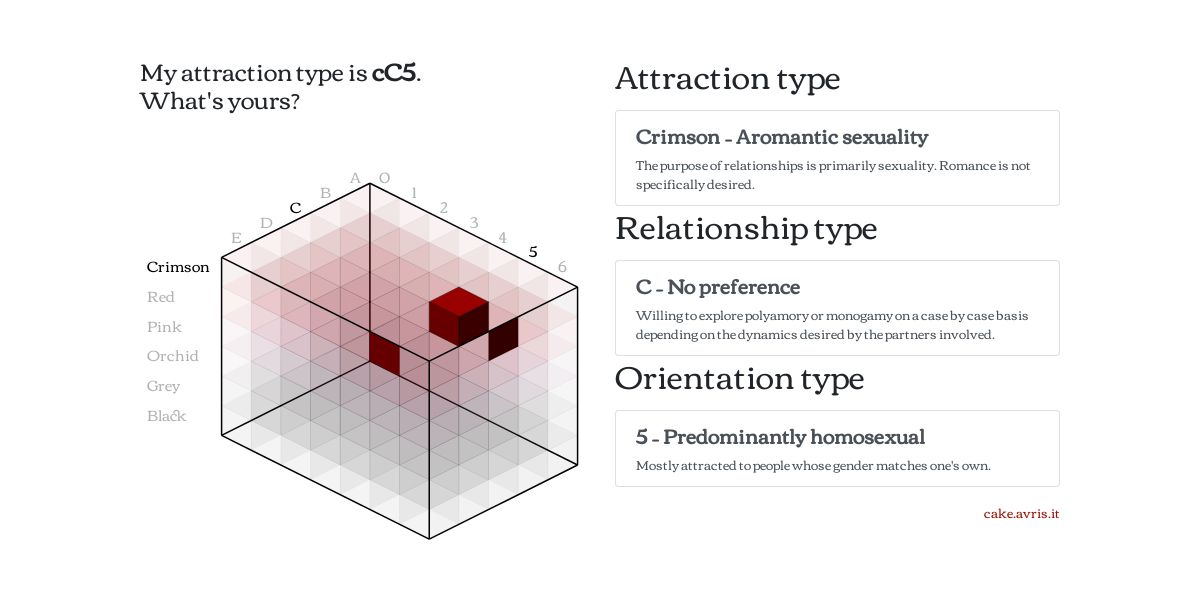 My attraction type is cC5.
What's yours?
A
O
B
1
C
2
D
3
E
4
5
6
Crimson
Red
Pink
Orchid
Grey
Black
Attraction type
Crimson - Aromantic sexuality
The purpose of relationships is primarily sexuality. Romance is not
specifically desired.
Relationship type
C - No preference
Willing to explore polyamory or monogamy on a case by case basis
depending on the dynamics desired by the partners involved.
Orientation type
5 - Predominantly homosexual
Mostly attracted to people whose gender matches one's own.
cake.avris.it